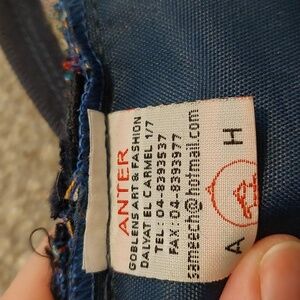 ANTER
GOBLENS ART & FASHION
DALYAT EL CARMEL 1/7
TEL : 04-8393537
FAX : 04-8393977
sameech@hotmail.com
A H